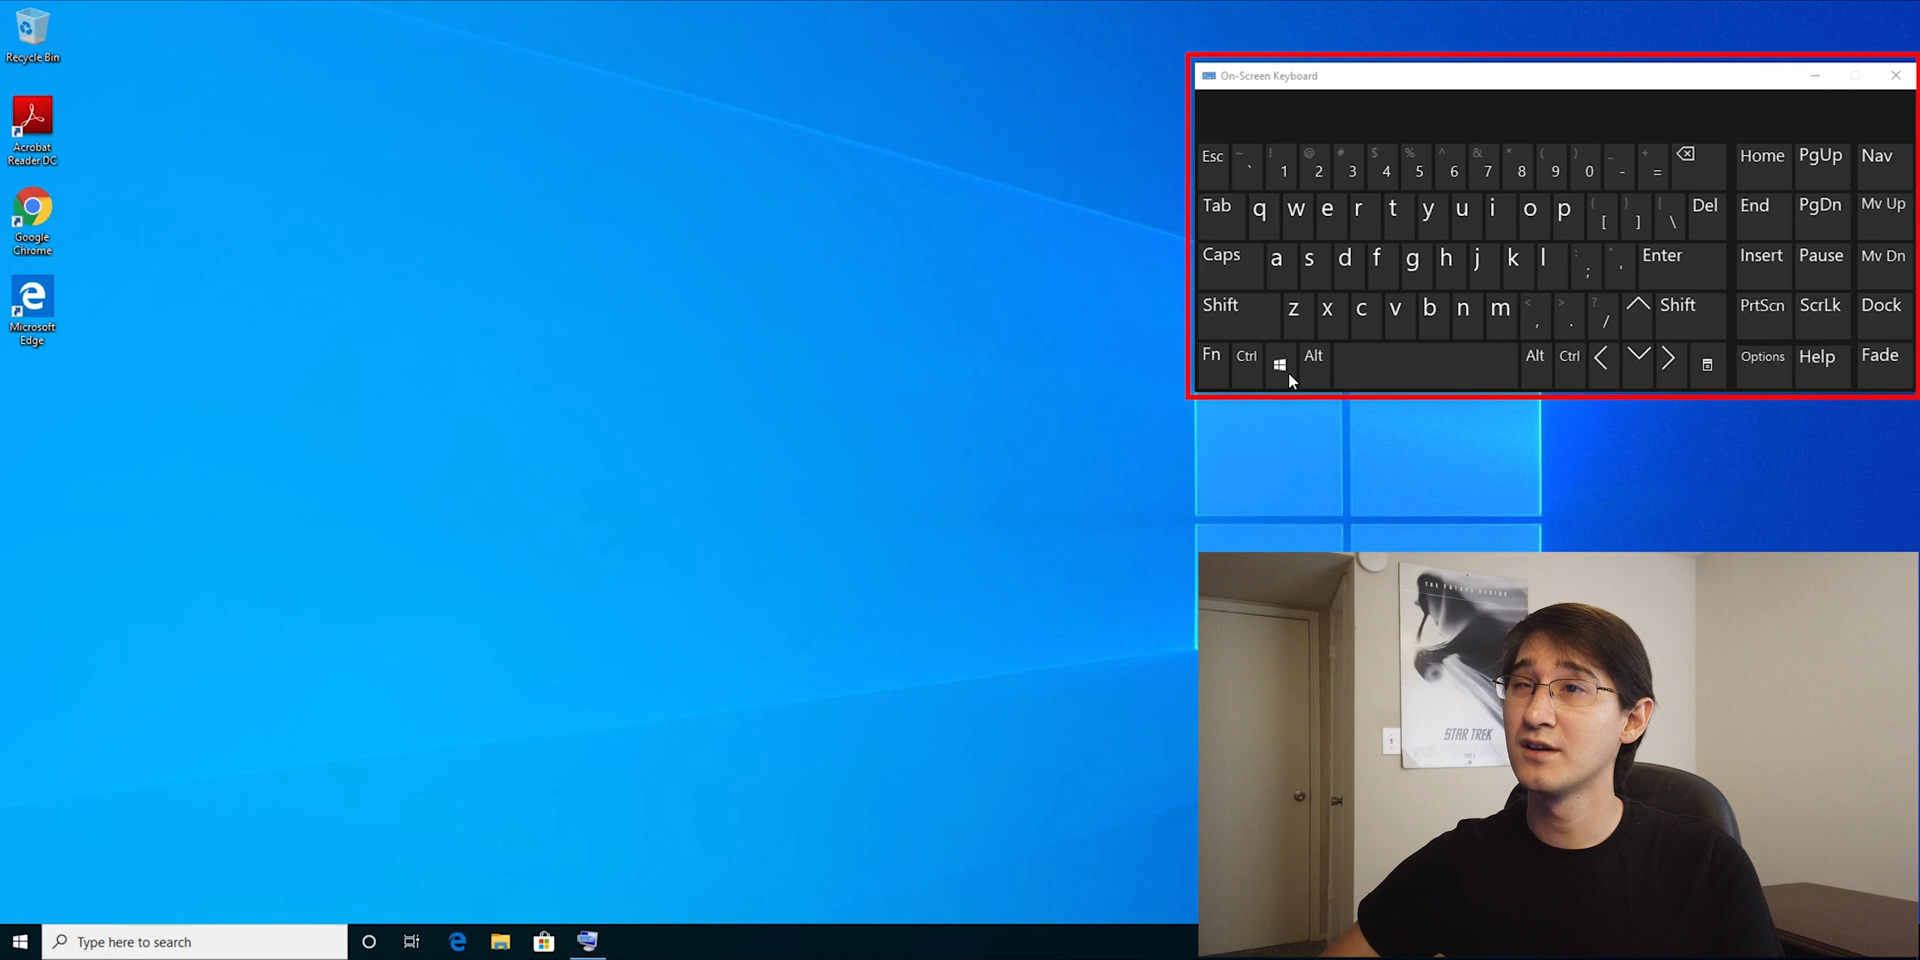 Recycle Bin
Acrobat
Reader DC
Google
Chrome
Microsoft
Edge
On-Screen Keyboard
Esc ~ ` ! 1 @ 2 # 3 $ 4 % 5 ^ 6 & 7 * 8 ( 9 ) 0 _ - + = Home PgUp Nav
Tab q w e r t y u i o p { [ } ] | \ Del End PgDn Mv Up
Caps a s d f g h j k l : ; " ' Enter Insert Pause Mv Dn
Shift z x c v b n m < , > . ? / Shift PrtScn ScrLk Dock
Fn Ctrl Alt Alt Ctrl Options Help Fade
THE FUTURE BEGINS
STAR TREK
Type here to search